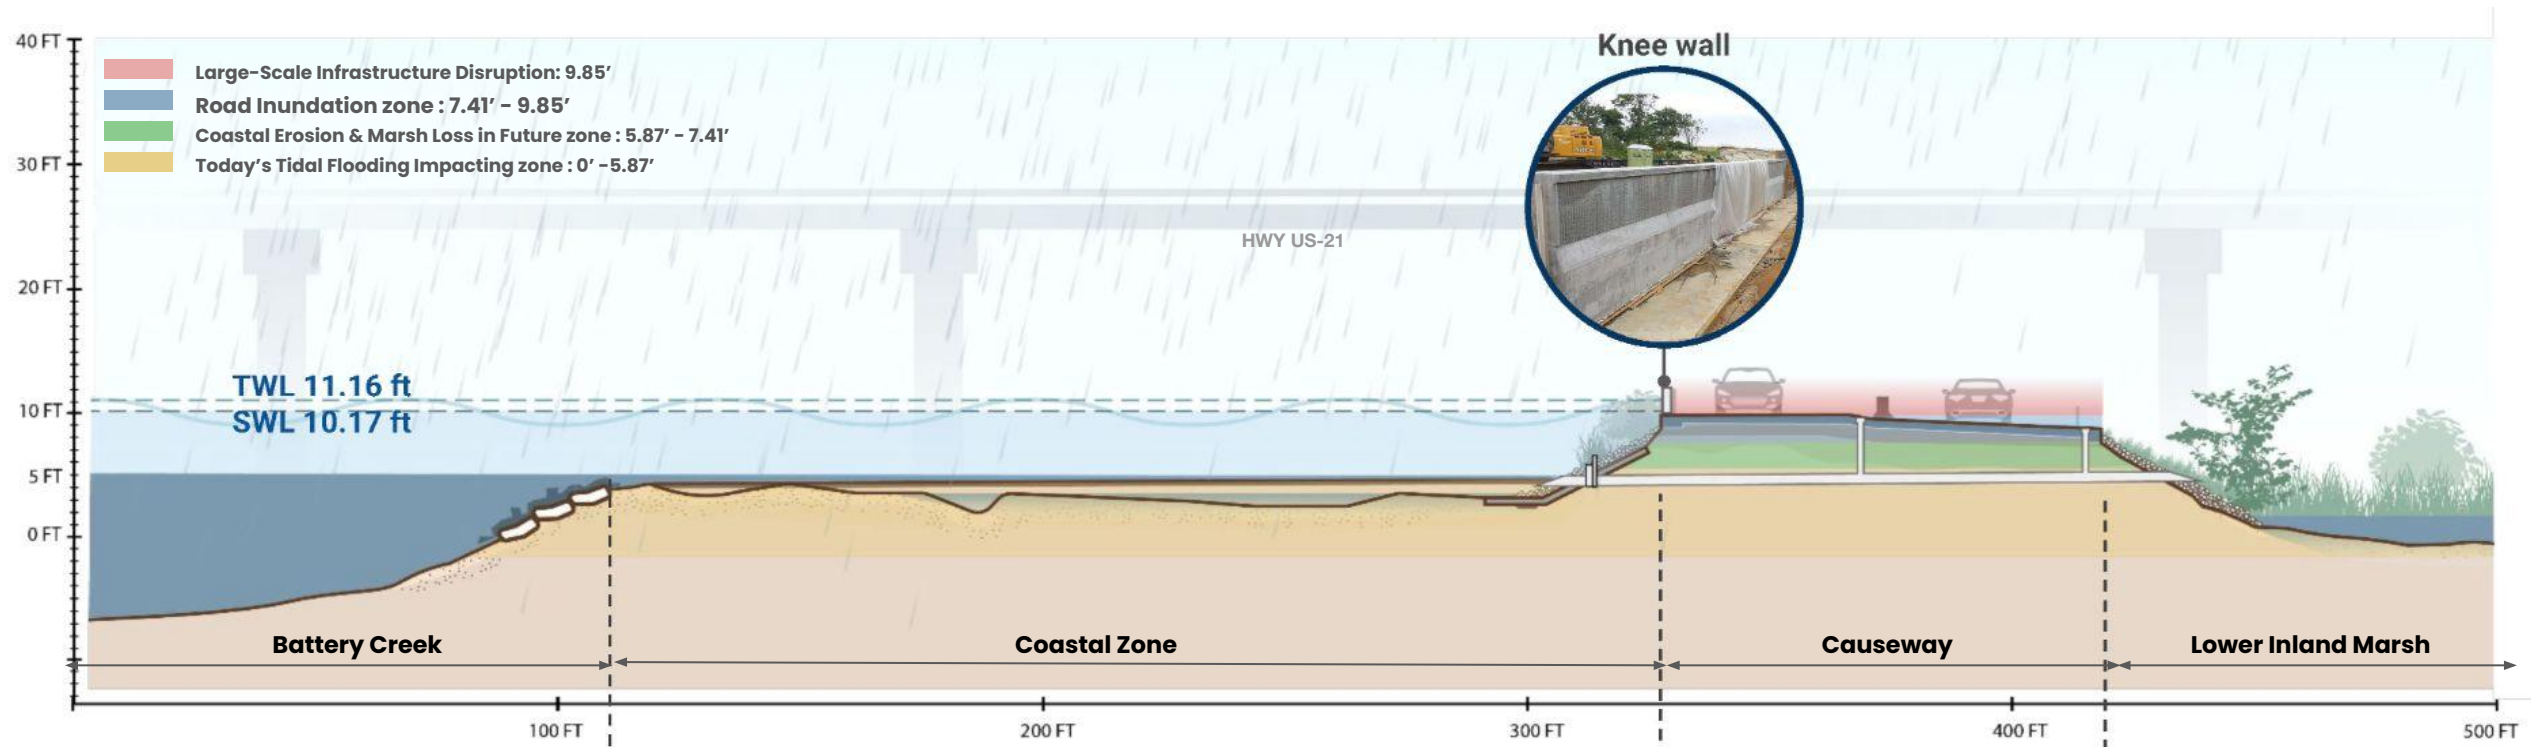 Knee wall
40 FT
Large-Scale Infrastructure Disruption: 9.85’
Road Inundation zone : 7.41’ - 9.85’
Coastal Erosion & Marsh Loss in Future zone : 5.87’ - 7.41’
30 FT
Today’s Tidal Flooding Impacting zone : 0’ -5.87’
HWY US-21
20 FT
TWL 11.16 ft
10 FT
SWL 10.17 ft
5 FT
0 FT
Battery Creek
Coastal Zone
Causeway
Lower Inland Marsh
100 FT
200 FT
300 FT
400 FT
500 FT